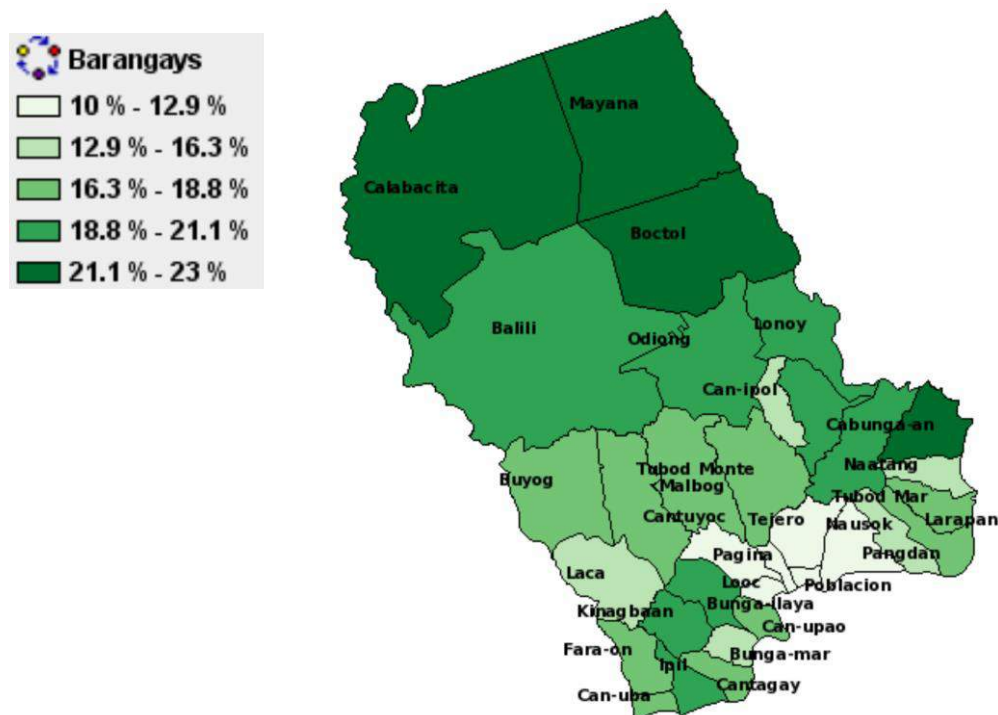 Barangays
10 % - 12.9 %
12.9 % - 16.3 %
16.3 % - 18.8 %
18.8 % - 21.1 %
21.1 % - 23 %
Mayana
Calabacita
Boctol
Balili
Odiong
Lonoy
Can-ipol
Cabunga-an
Naatang
Buyog
Tubod Monte
Malbog
Tubod Mar
Cantuyoc
Tejero
Nausok
Larapan
Pagina
Pangdan
Laca
Looc
Poblacion
Kinagbaan
Bunga-ilaya
Can-upao
Fara-on
Ipil
Bunga-mar
Can-uba
Cantagay